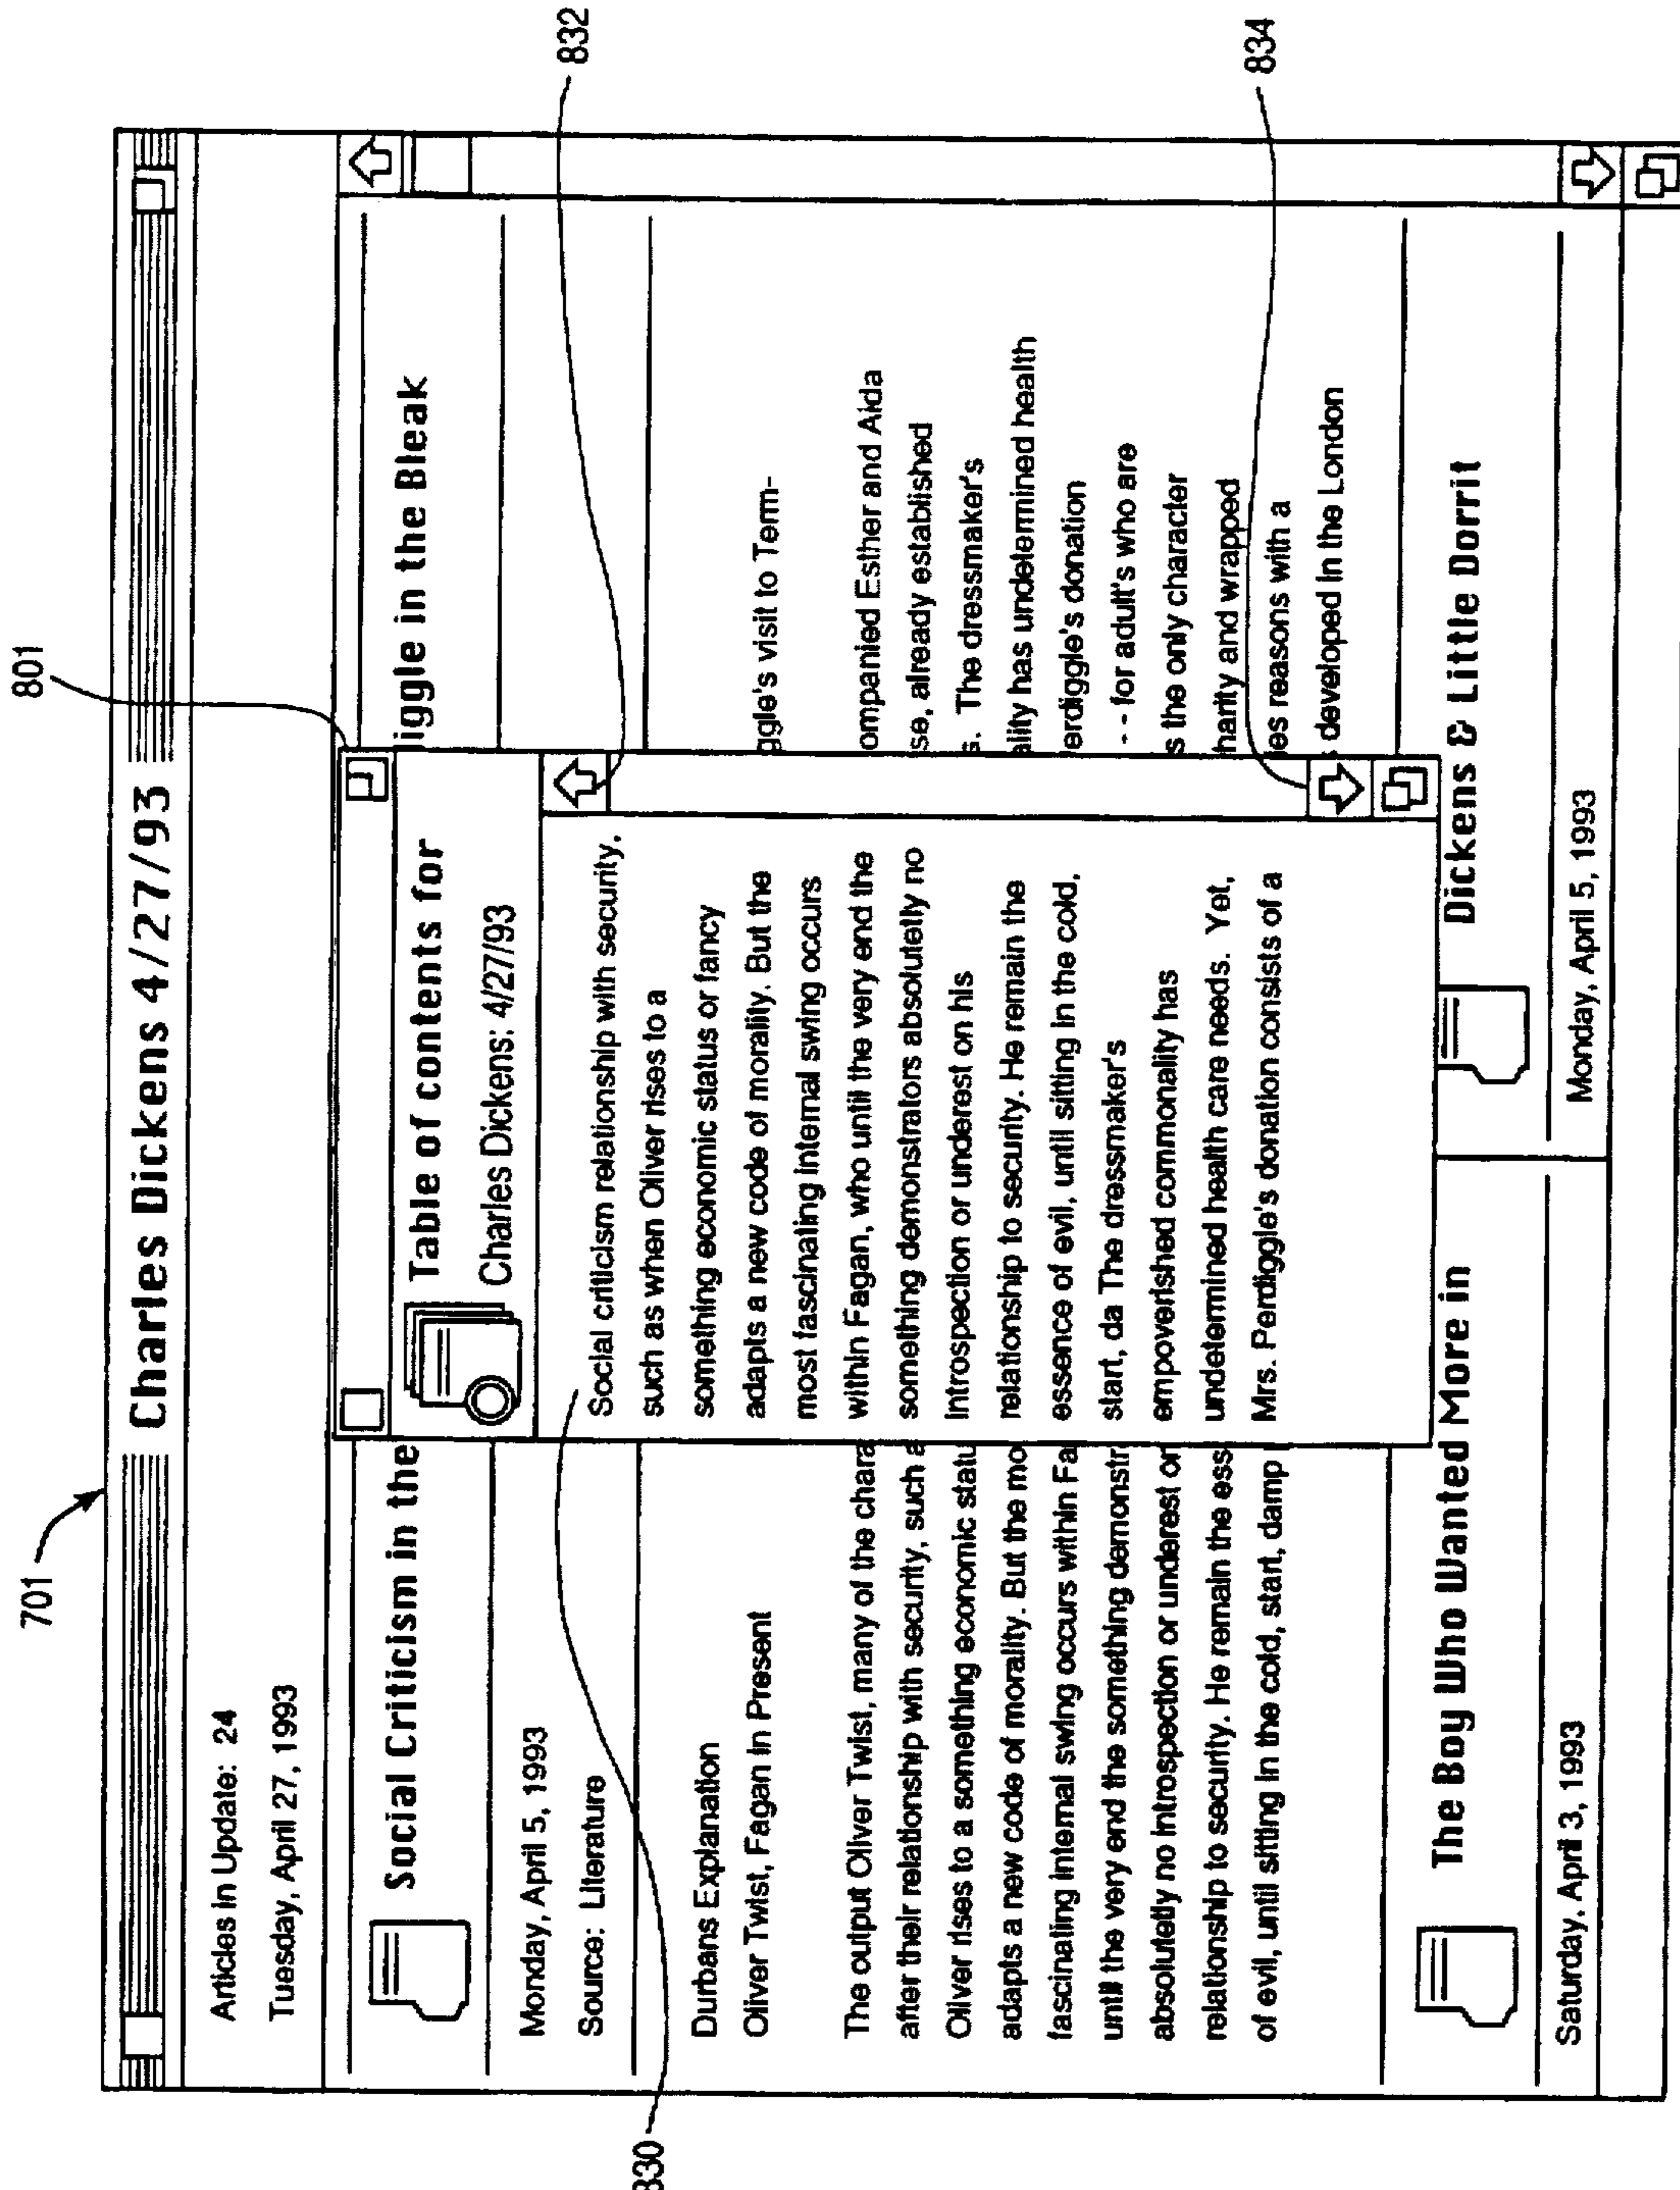 701
801
Charles Dickens 4/27/93
Articles in Update: 24
Tuesday, April 27, 1993
Social Criticism in the
Monday, April 5, 1993
Source: Literature
Durbans Explanation
Oliver Twist, Fagan in Present
The output Oliver Twist, many of the chara
after their relationship with security, such a
Oliver rises to a something economic statu
adapts a new code of morality. But the mo
fascinating internal swing occurs within Fa
until the very end the something demonstr
absolutetly no introspection or underest on
relationship to security. He remain the ess
of evil, until sitting in the cold, start, damp
Table of contents for
Charles Dickens: 4/27/93
Social criticism relationship with security,
such as when Oliver rises to a
something economic status or fancy
adapts a new code of morality. But the
most fascinating internal swing occurs
within Fagan, who until the very end the
something demonstrators absolutetly no
introspection or underest on his
relationship to security. He remain the
essence of evil, until sitting in the cold,
start, da The dressmaker's
empoverished commonality has
undetermined health care needs. Yet,
Mrs. Perdiggle's donation consists of a
iggle in the Bleak
ggle's visit to Term-
ompanied Esther and Aida
se, already established
s. The dressmaker's
ality has undetermined health
erdiggle's donation
- - for adult's who are
s the only character
harity and wrapped
es reasons with a
s developed in the London
The Boy Who Wanted More in
Saturday, April 3, 1993
Dickens & Little Dorrit
Monday, April 5, 1993
830
832
834